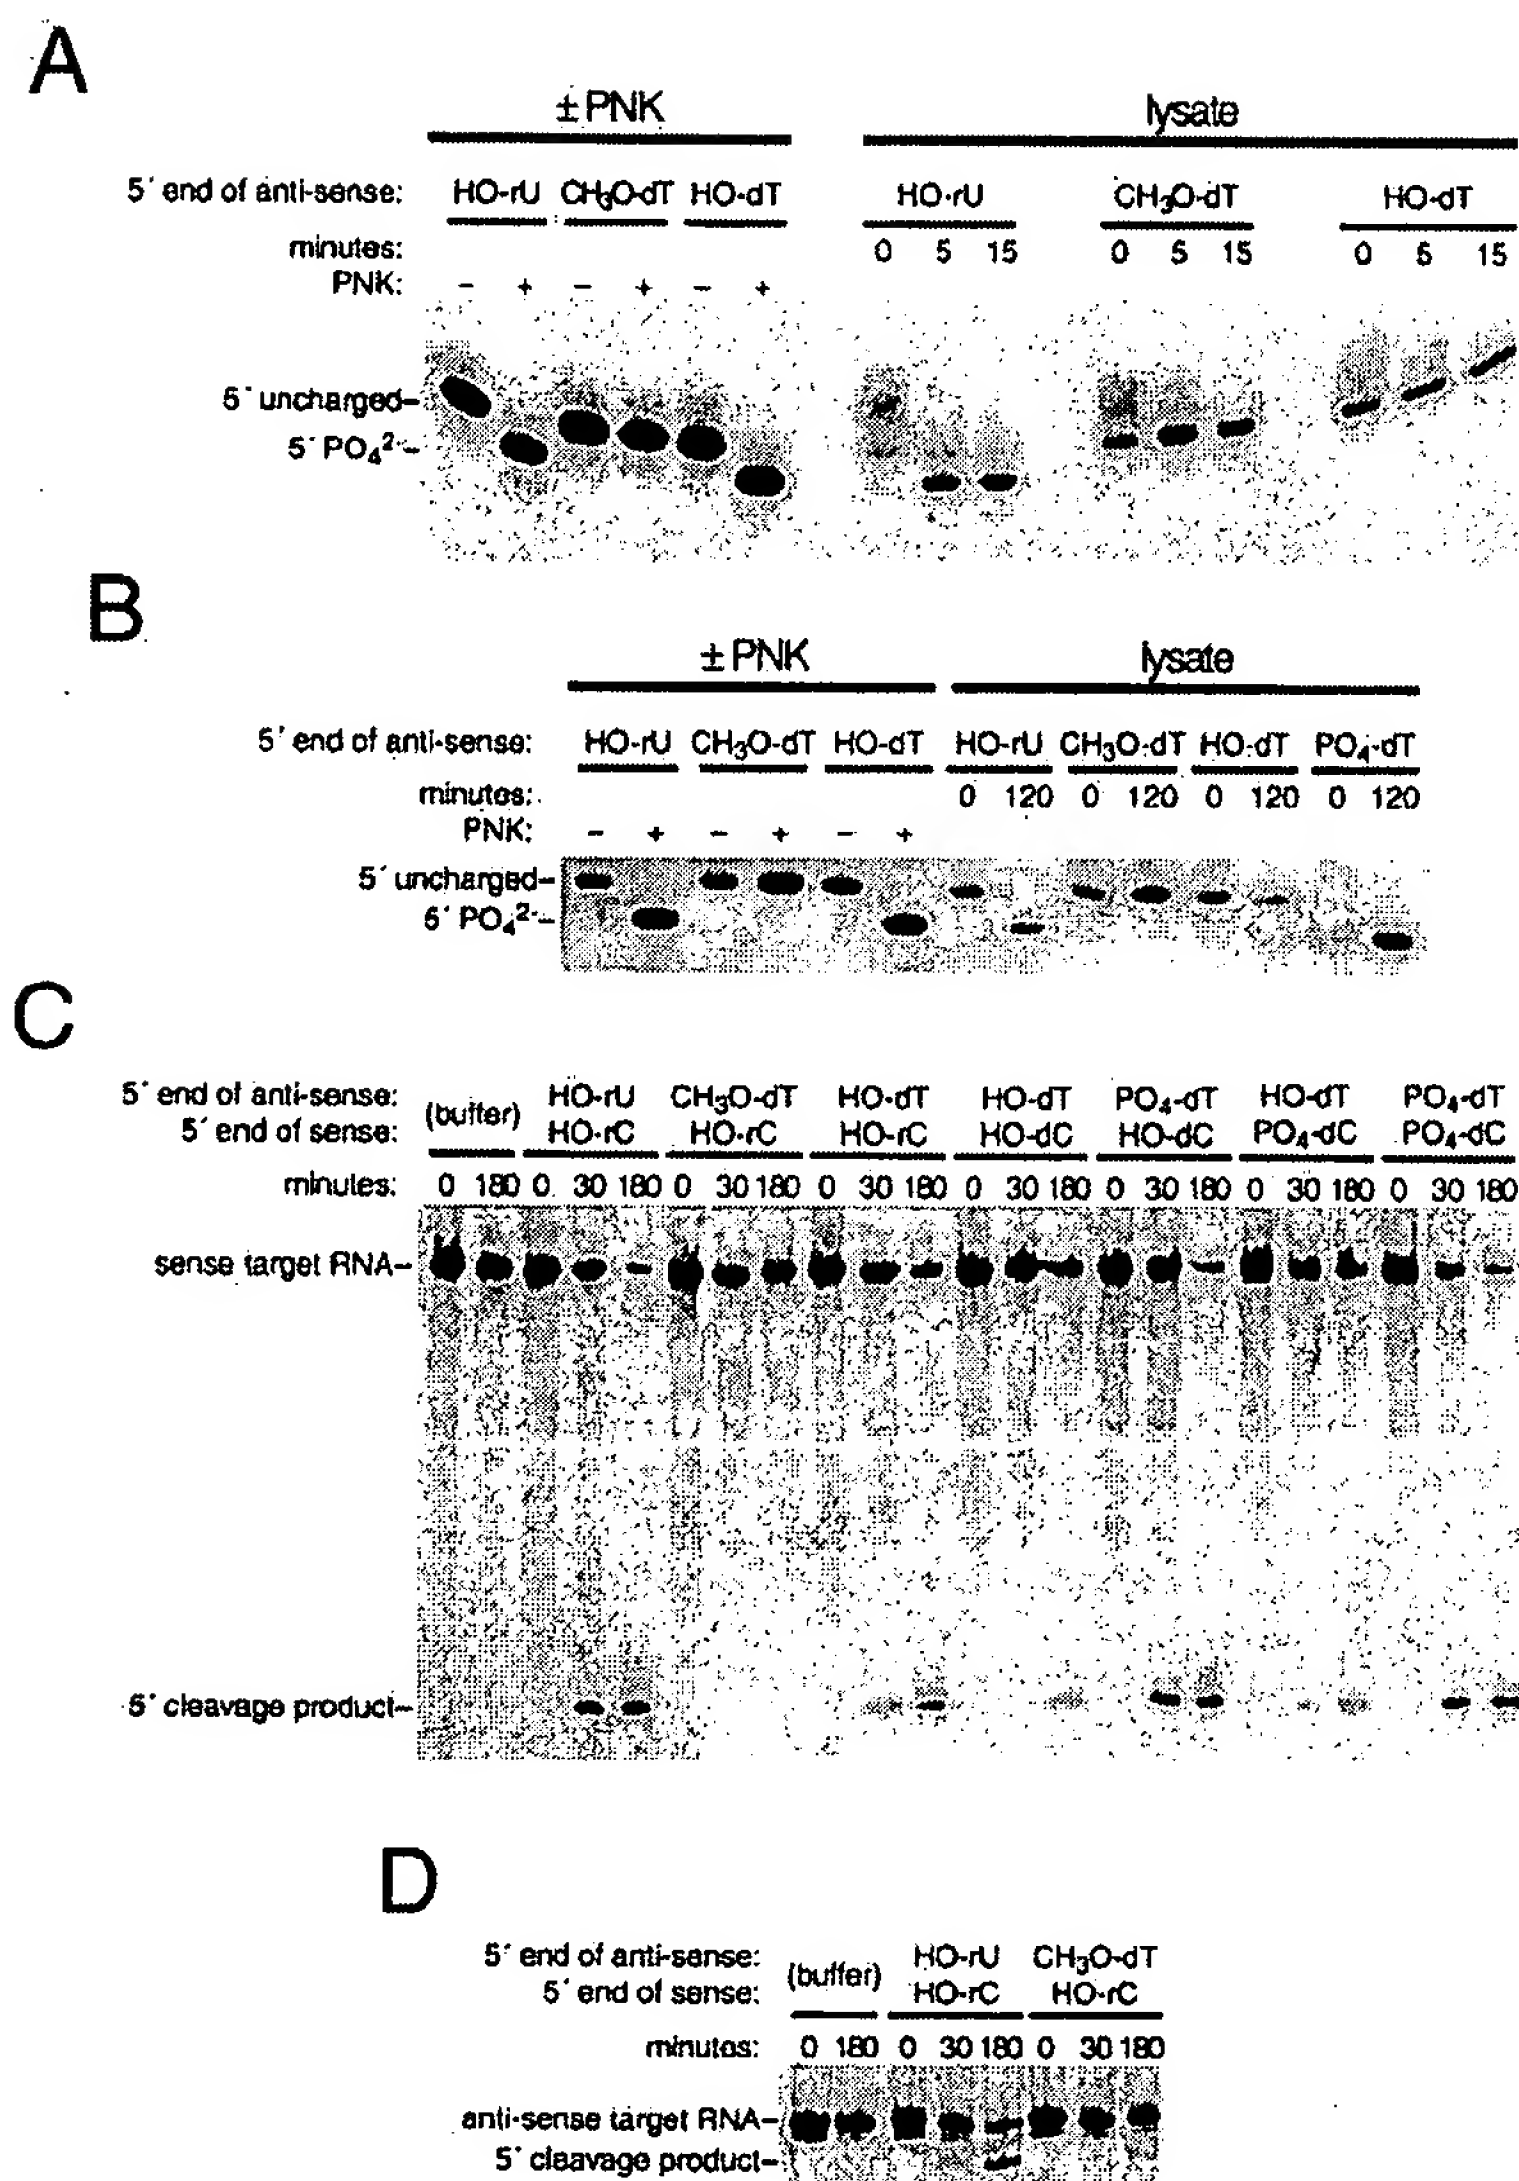 A
± PNK lysate
5´ end of anti-sense: HO-rU CH₃O-dT HO-dT HO-rU CH₃O-dT HO-dT
minutes: 0 5 15 0 5 15 0 5 15
PNK: - + - + - +
5´ uncharged-
5´ PO₄²⁻-
B
± PNK lysate
5´ end of anti-sense: HO-rU CH₃O-dT HO-dT HO-rU CH₃O-dT HO-dT PO₄-dT
minutes: 0 120 0 120 0 120 0 120
PNK: - + - + - +
5´ uncharged-
5´ PO₄²⁻-
C
5´ end of anti-sense: (buffer) HO-rU CH₃O-dT HO-dT HO-dT PO₄-dT HO-dT PO₄-dT
5´ end of sense: HO-rC HO-rC HO-rC HO-dC HO-dC PO₄-dC PO₄-dC
minutes: 0 180 0 30 180 0 30 180 0 30 180 0 30 180 0 30 180 0 30 180 0 30 180
sense target RNA-
5´ cleavage product-
D
5´ end of anti-sense: (buffer) HO-rU CH₃O-dT
5´ end of sense: HO-rC HO-rC
minutes: 0 180 0 30 180 0 30 180
anti-sense target RNA-
5´ cleavage product-